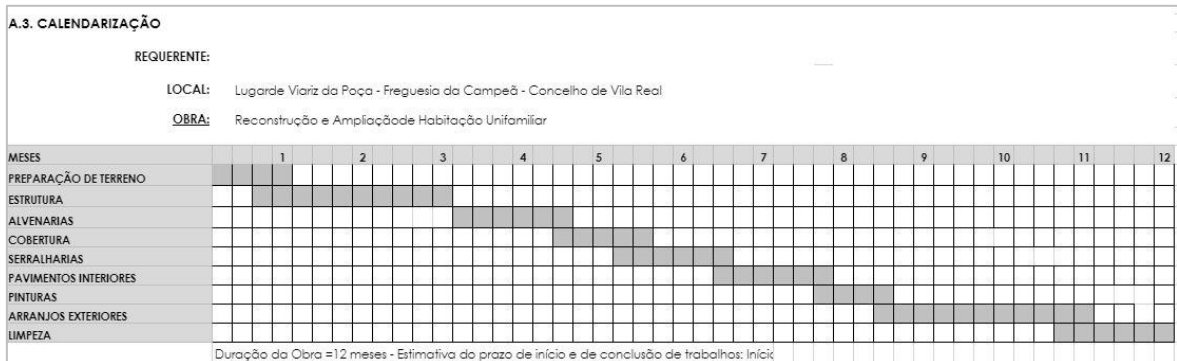 A.3. CALENDARIZAÇÃO
REQUERENTE:
LOCAL: Lugarde Viariz da Poça - Freguesia da Campeã - Concelho de Vila Real
OBRA: Reconstrução e Ampliaçãode Habitação Unifamiliar
MESES 1 2 3 4 5 6 7 8 9 10 11 12
PREPARAÇÃO DE TERRENO
ESTRUTURA
ALVENARIAS
COBERTURA
SERRALHARIAS
PAVIMENTOS INTERIORES
PINTURAS
ARRANJOS EXTERIORES
LIMPEZA
Duração da Obra =12 meses - Estimativa do prazo de início e de conclusão de trabalhos: Iníci